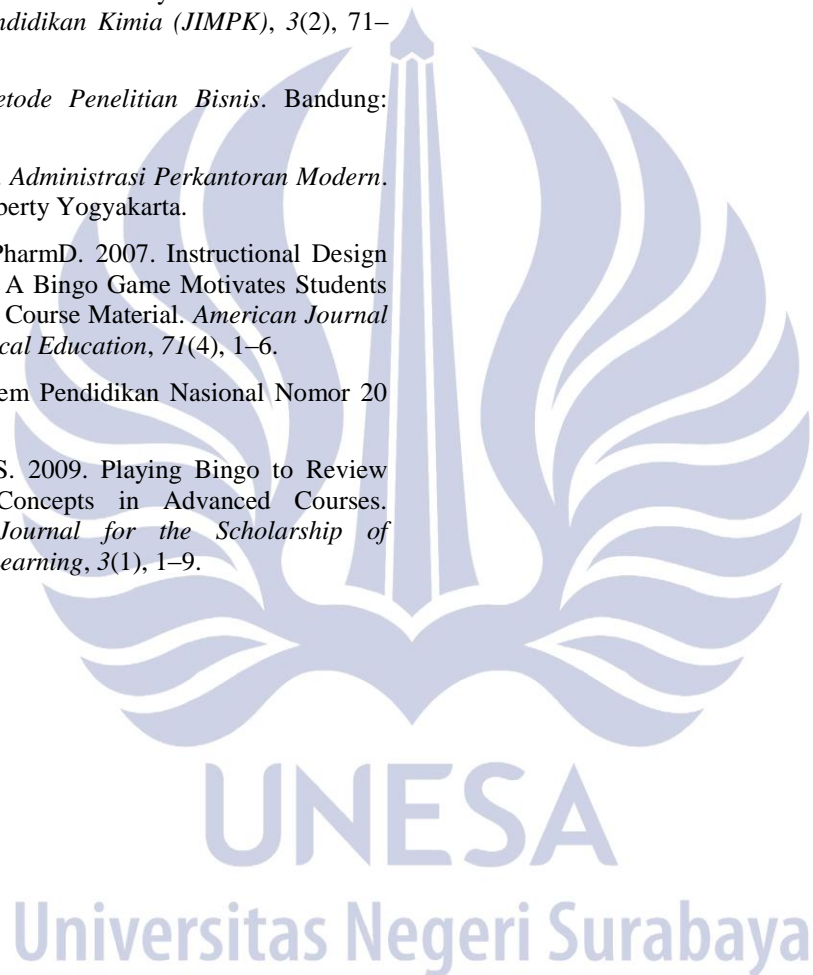 ndidikan Kimia (JIMPK), 3(2), 71–
etode Penelitian Bisnis. Bandung:
. Administrasi Perkantoran Modern.
berty Yogyakarta.
PharmD. 2007. Instructional Design
A Bingo Game Motivates Students
Course Material. American Journal
ical Education, 71(4), 1–6.
em Pendidikan Nasional Nomor 20
S. 2009. Playing Bingo to Review
Concepts in Advanced Courses.
Journal for the Scholarship of
earning, 3(1), 1–9.
UNESA
Universitas Negeri Surabaya